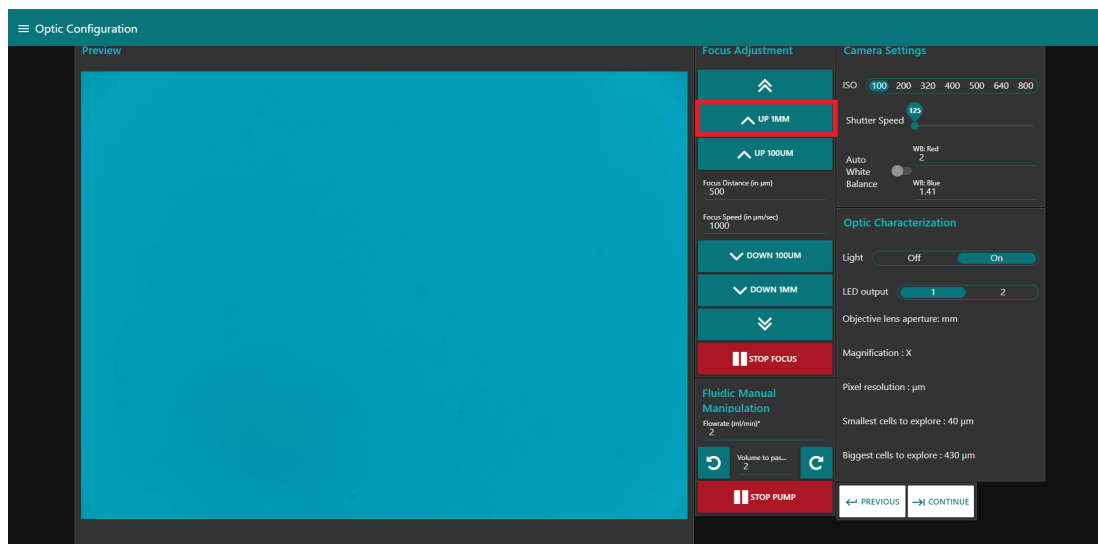 Optic Configuration
Preview
Focus Adjustment
UP 1MM
UP 100UM
Focus Distance (in μm)
500
Focus Speed (in μm/sec)
1000
DOWN 100UM
DOWN 1MM
STOP FOCUS
Fluidic Manual
Manipulation
Flowrate (ml/min)*
2
Volume to pas...
2
STOP PUMP
Camera Settings
ISO 100 200 320 400 500 640 800
125
Shutter Speed
Auto
White
Balance
WB: Red
2
WB: Blue
1.41
Optic Characterization
Light Off On
LED output 1 2
Objective lens aperture: mm
Magnification : X
Pixel resolution : μm
Smallest cells to explore : 40 μm
Biggest cells to explore : 430 μm
PREVIOUS CONTINUE